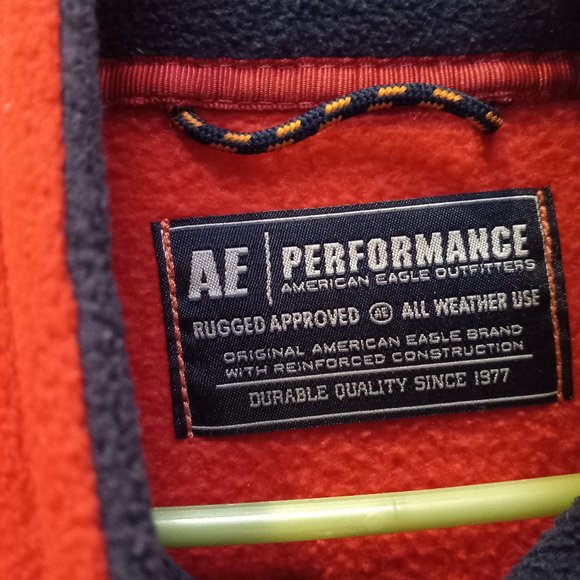 AE | PERFORMANCE
AMERICAN EAGLE OUTFITTERS
RUGGED APPROVED AE ALL WEATHER USE
ORIGINAL AMERICAN EAGLE BRAND
WITH REINFORCED CONSTRUCTION
DURABLE QUALITY SINCE 1977